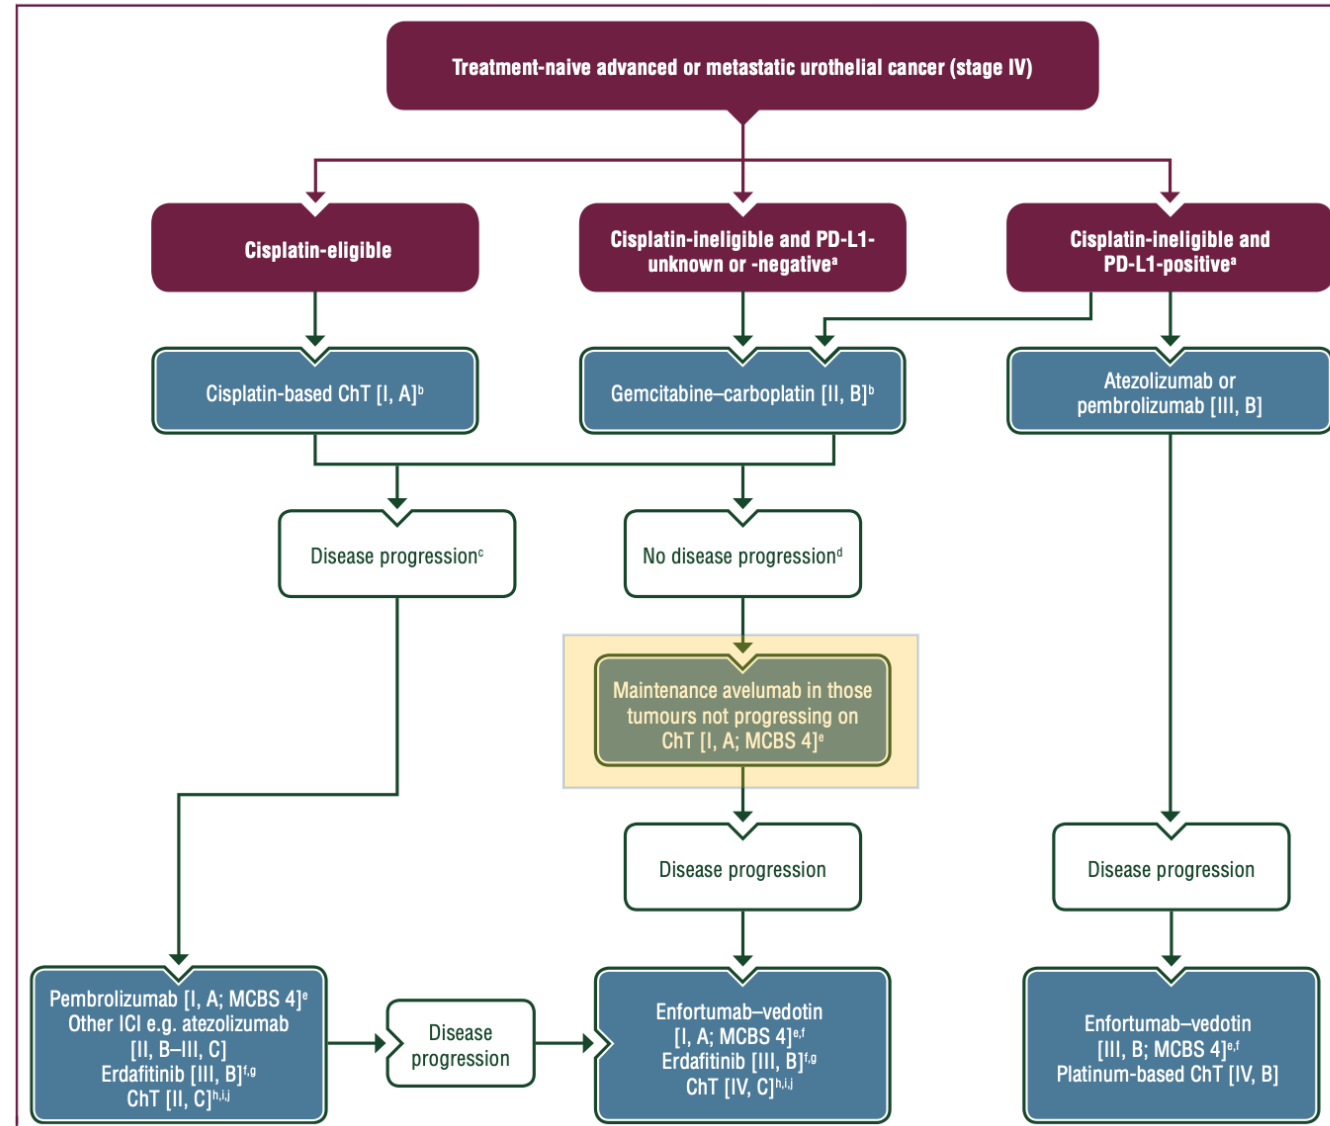 Treatment-naive advanced or metastatic urothelial cancer (stage IV)
Cisplatin-eligible
Cisplatin-ineligible and PD-L1-
unknown or -negativeᵃ
Cisplatin-ineligible and
PD-L1-positiveᵃ
Cisplatin-based ChT [I, A]ᵇ
Gemcitabine–carboplatin [II, B]ᵇ
Atezolizumab or
pembrolizumab [III, B]
Disease progressionᶜ
No disease progressionᵈ
Maintenance avelumab in those
tumours not progressing on
ChT [I, A; MCBS 4]ᵉ
Disease progression
Disease progression
Pembrolizumab [I, A; MCBS 4]ᵉ
Other ICI e.g. atezolizumab
[II, B–III, C]
Erdafitinib [III, B]ᶠ,ᵍ
ChT [II, C]ʰ,ⁱ,ʲ
Disease
progression
Enfortumab–vedotin
[I, A; MCBS 4]ᵉ,ᶠ
Erdafitinib [III, B]ᶠ,ᵍ
ChT [IV, C]ʰ,ⁱ,ʲ
Enfortumab–vedotin
[III, B; MCBS 4]ᵉ,ᶠ
Platinum-based ChT [IV, B]